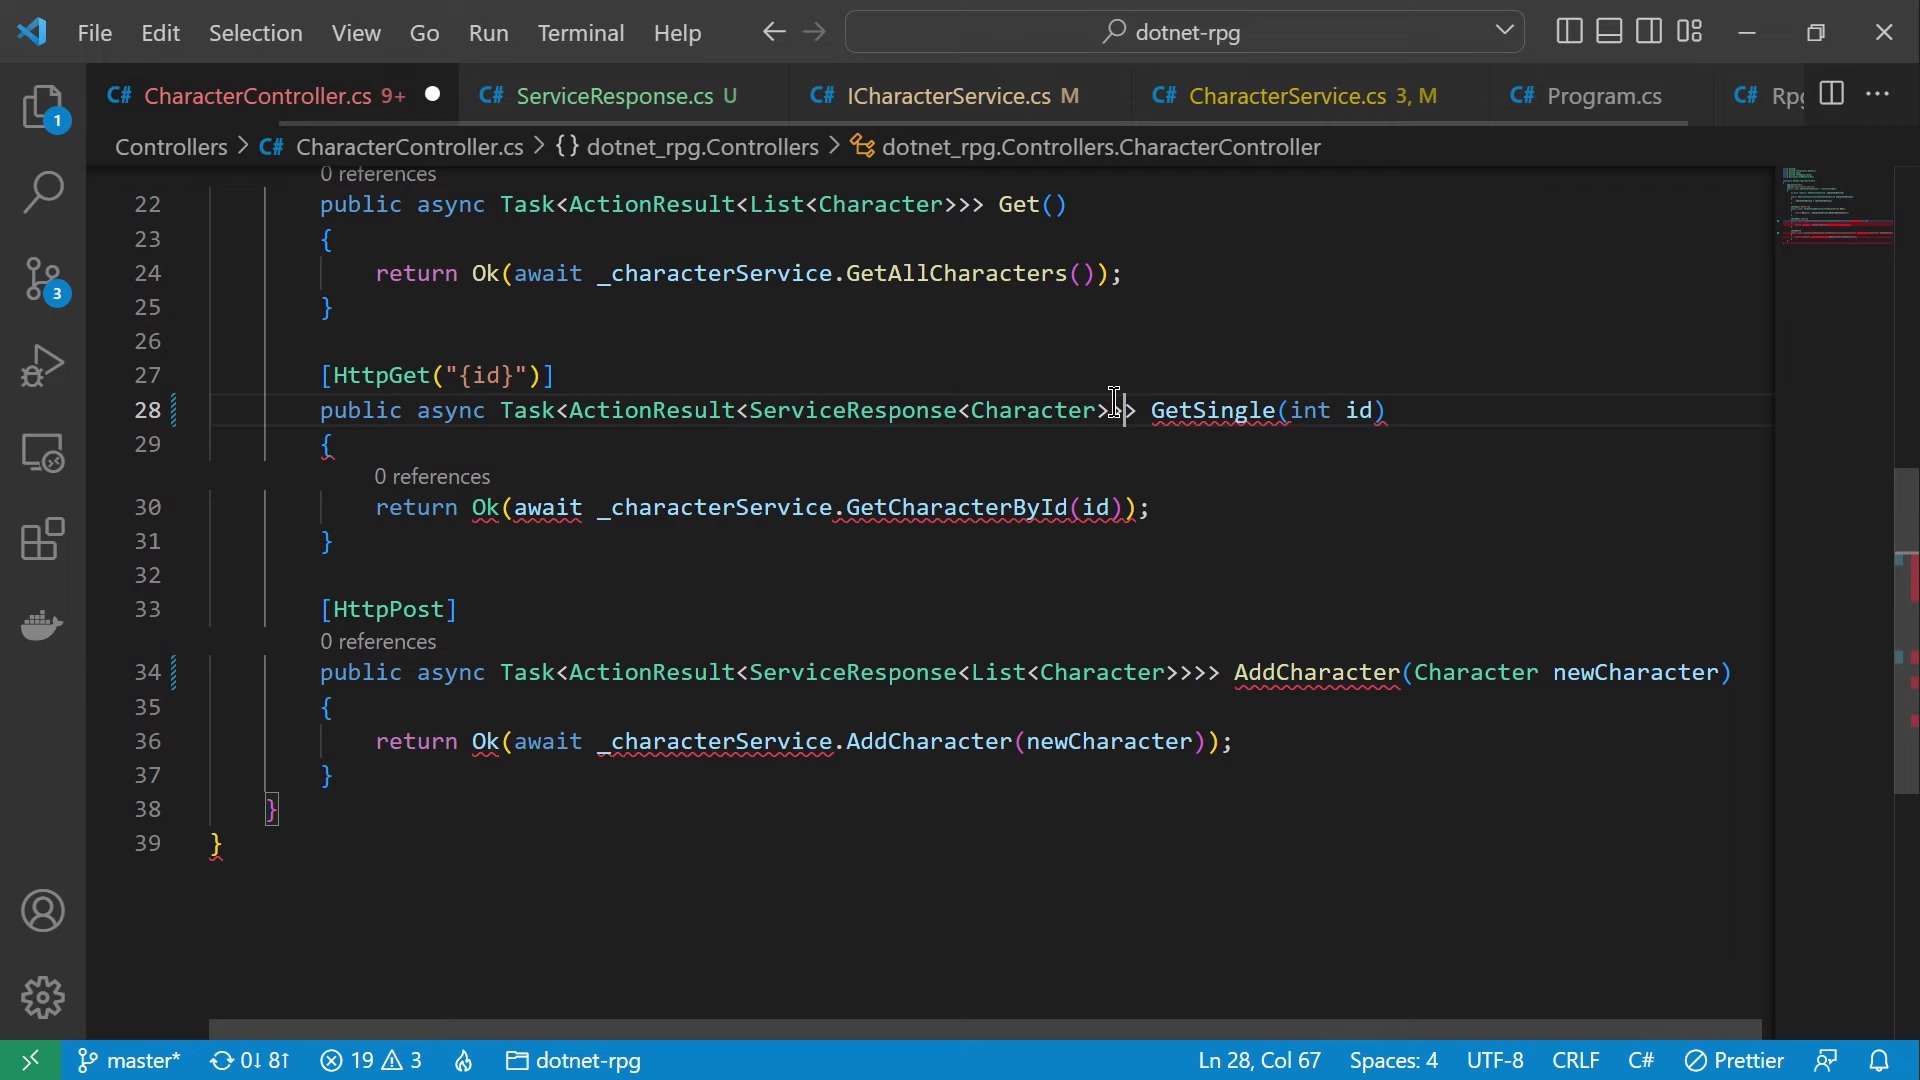 File Edit Selection View Go Run Terminal Help dotnet-rpg
C# CharacterController.cs 9+ C# ServiceResponse.cs U C# ICharacterService.cs M C# CharacterService.cs 3, M C# Program.cs C#
Controllers > C# CharacterController.cs > {} dotnet_rpg.Controllers > dotnet_rpg.Controllers.CharacterController
0 references
22 public async Task<ActionResult<List<Character>>> Get()
23 {
24 return Ok(await _characterService.GetAllCharacters());
25 }
26
27 [HttpGet("{id}")]
28 public async Task<ActionResult<ServiceResponse<Character>>> GetSingle(int id)
29 {
0 references
30 return Ok(await _characterService.GetCharacterById(id));
31 }
32
33 [HttpPost]
0 references
34 public async Task<ActionResult<ServiceResponse<List<Character>>>> AddCharacter(Character newCharacter)
35 {
36 return Ok(await _characterService.AddCharacter(newCharacter));
37 }
38 }
39 }
1
3
master* 0↓ 8↑ 19 3 dotnet-rpg Ln 28, Col 67 Spaces: 4 UTF-8 CRLF C# Prettier